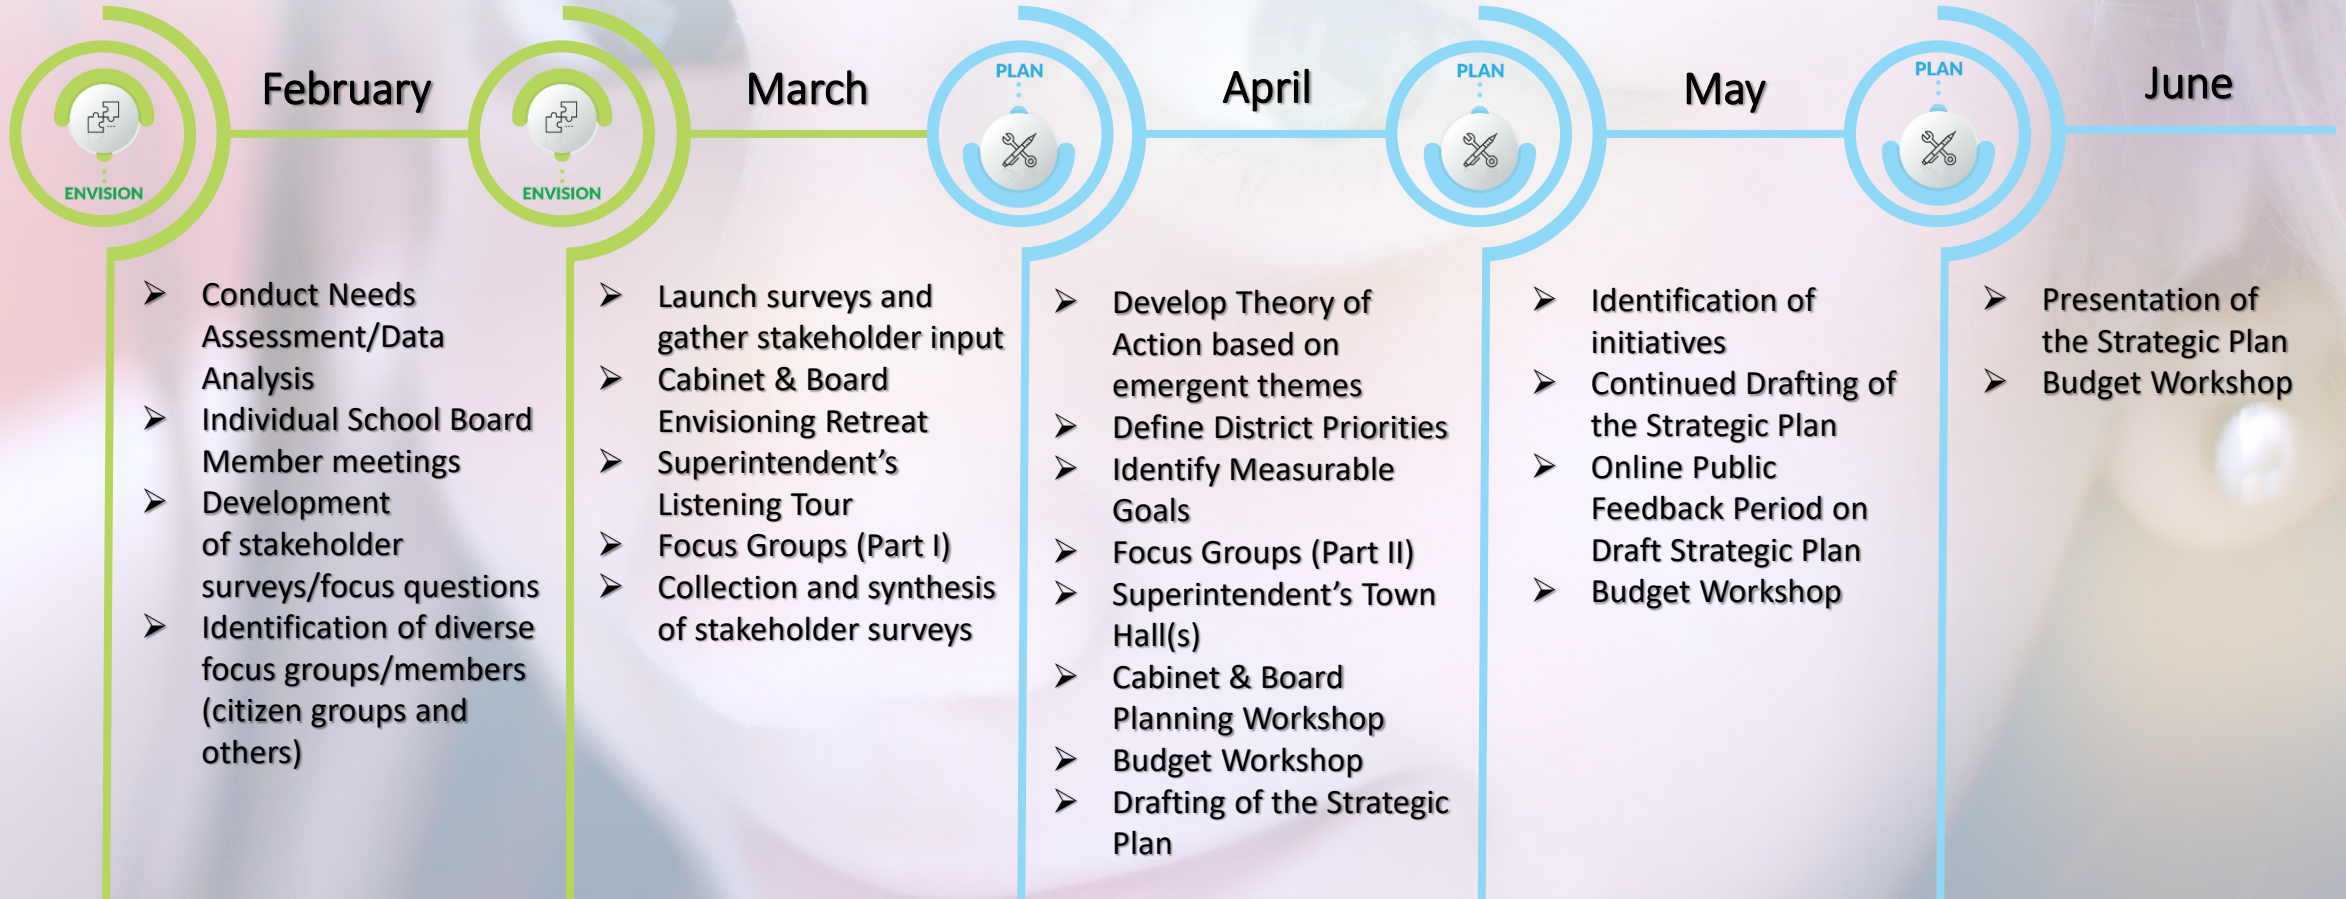 February
ENVISION
➢ Conduct Needs
Assessment/Data
Analysis
➢ Individual School Board
Member meetings
➢ Development
of stakeholder
surveys/focus questions
➢ Identification of diverse
focus groups/members
(citizen groups and
others)
March
ENVISION
➢ Launch surveys and
gather stakeholder input
➢ Cabinet & Board
Envisioning Retreat
➢ Superintendent’s
Listening Tour
➢ Focus Groups (Part I)
➢ Collection and synthesis
of stakeholder surveys
PLAN
April
➢ Develop Theory of
Action based on
emergent themes
➢ Define District Priorities
➢ Identify Measurable
Goals
➢ Focus Groups (Part II)
➢ Superintendent’s Town
Hall(s)
➢ Cabinet & Board
Planning Workshop
➢ Budget Workshop
➢ Drafting of the Strategic
Plan
PLAN
May
➢ Identification of
initiatives
➢ Continued Drafting of
the Strategic Plan
➢ Online Public
Feedback Period on
Draft Strategic Plan
➢ Budget Workshop
PLAN
June
➢ Presentation of
the Strategic Plan
➢ Budget Workshop